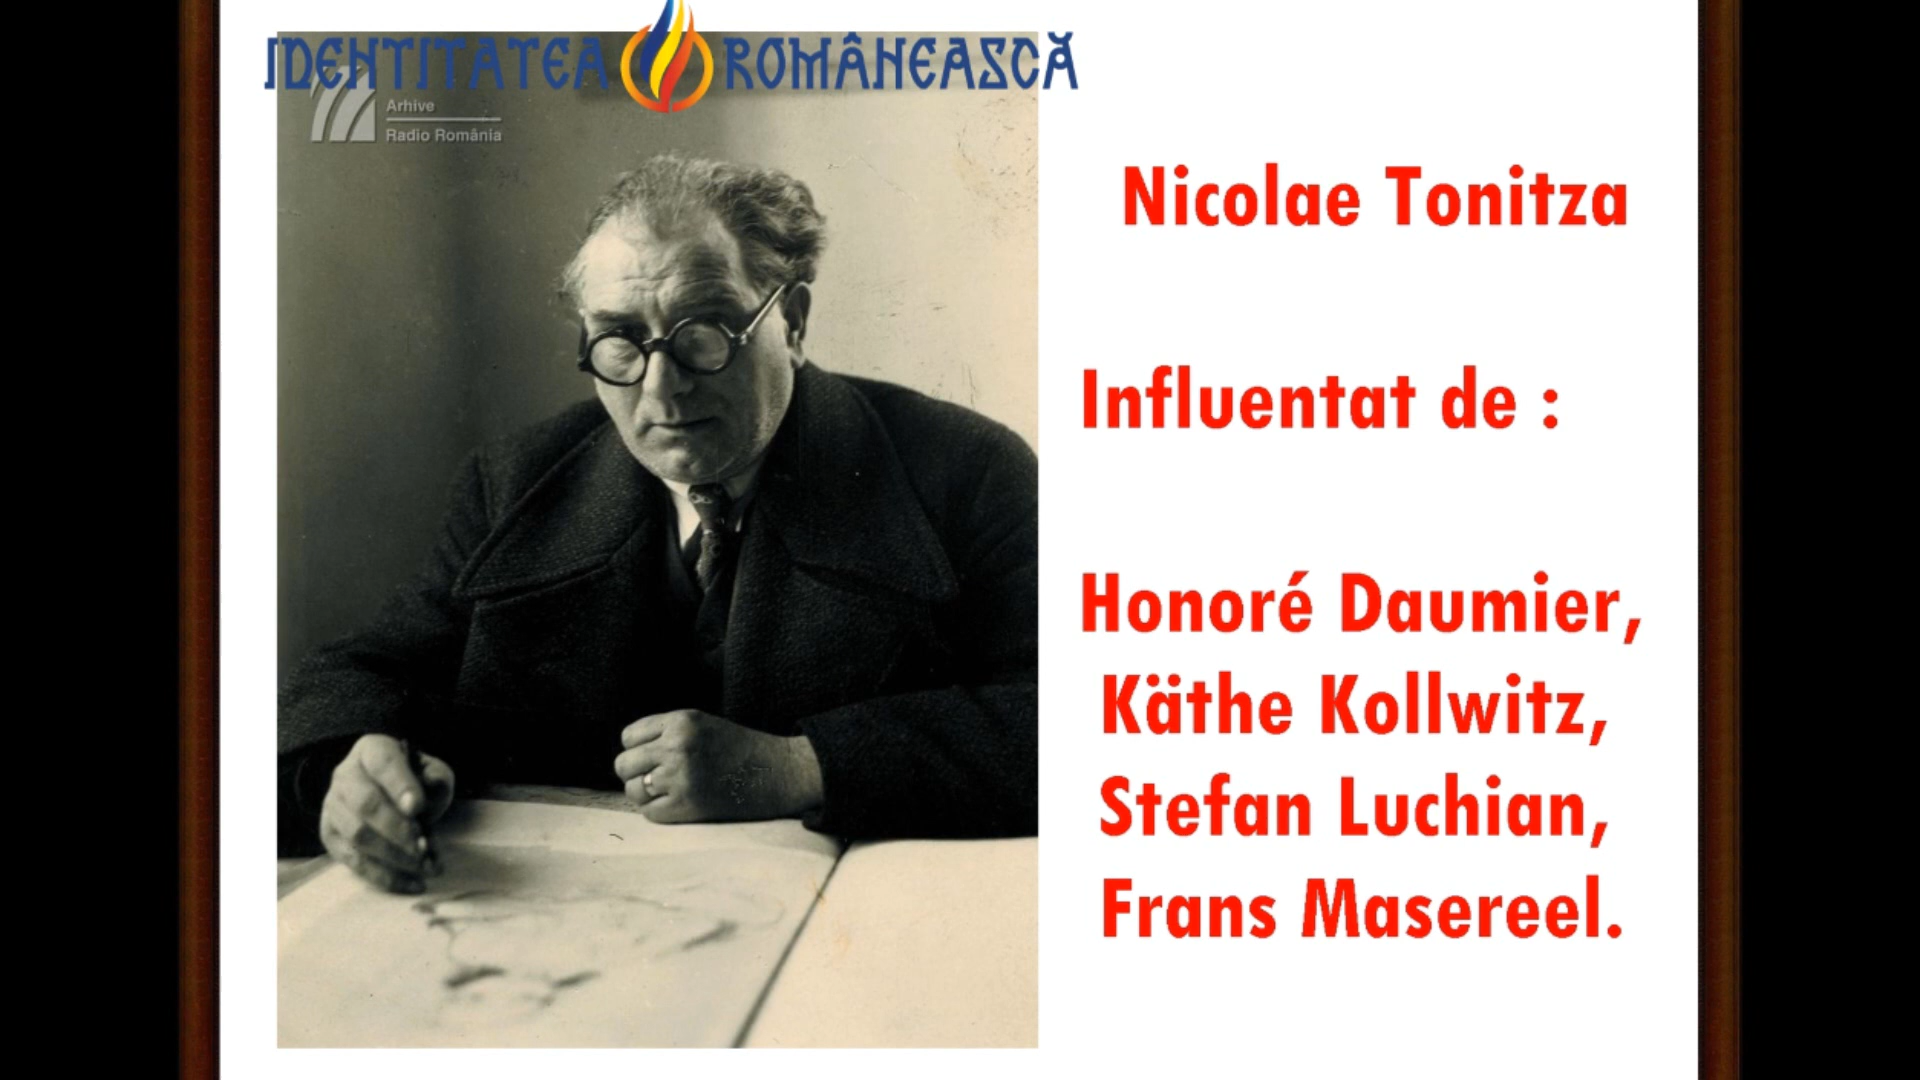 IDENTITATEA ROMÂNEASCĂ
Arhive
Radio România
Nicolae Tonitza
Influentat de :
Honoré Daumier,
Käthe Kollwitz,
Stefan Luchian,
Frans Masereel.